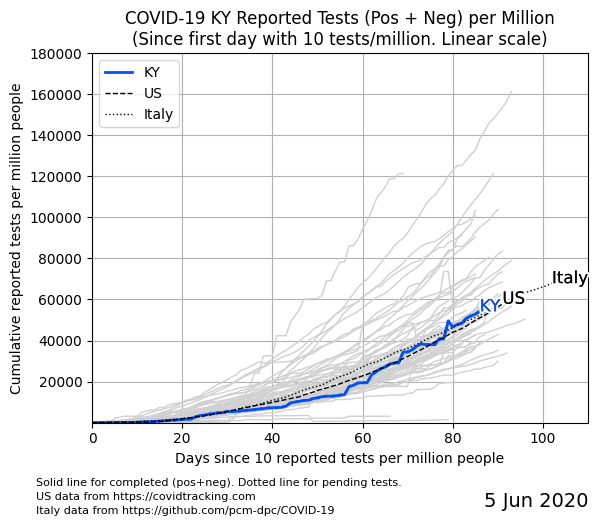 COVID-19 KY Reported Tests (Pos + Neg) per Million
(Since first day with 10 tests/million. Linear scale)
180000
160000
140000
120000
100000
80000
60000
40000
20000
Cumulative reported tests per million people
KY
US
Italy
Italy
US
KY
0
20
40
60
80
100
Days since 10 reported tests per million people
Solid line for completed (pos+neg). Dotted line for pending tests.
US data from https://covidtracking.com
Italy data from https://github.com/pcm-dpc/COVID-19
5 Jun 2020